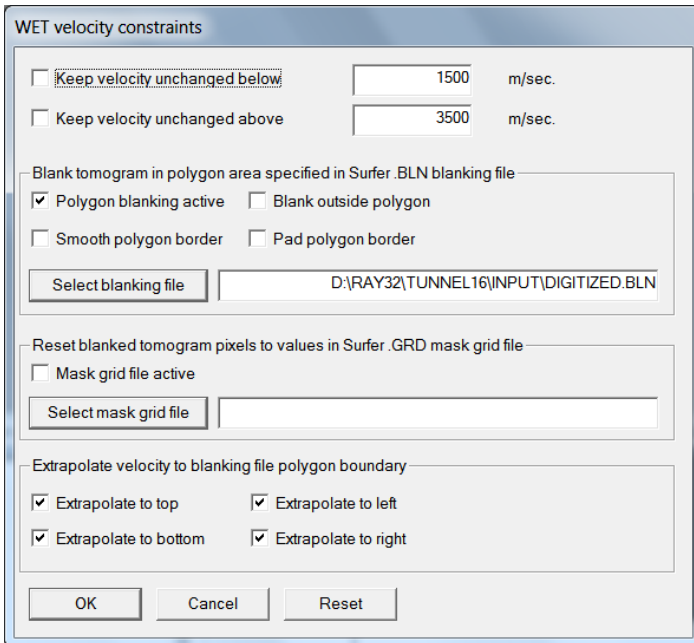 WET velocity constraints
Keep velocity unchanged below 1500 m/sec.
Keep velocity unchanged above 3500 m/sec.
Blank tomogram in polygon area specified in Surfer .BLN blanking file
Polygon blanking active Blank outside polygon
Smooth polygon border Pad polygon border
Select blanking file D:\RAY32\TUNNEL16\INPUT\DIGITIZED.BLN
Reset blanked tomogram pixels to values in Surfer .GRD mask grid file
Mask grid file active
Select mask grid file
Extrapolate velocity to blanking file polygon boundary
Extrapolate to top Extrapolate to left
Extrapolate to bottom Extrapolate to right
OK Cancel Reset